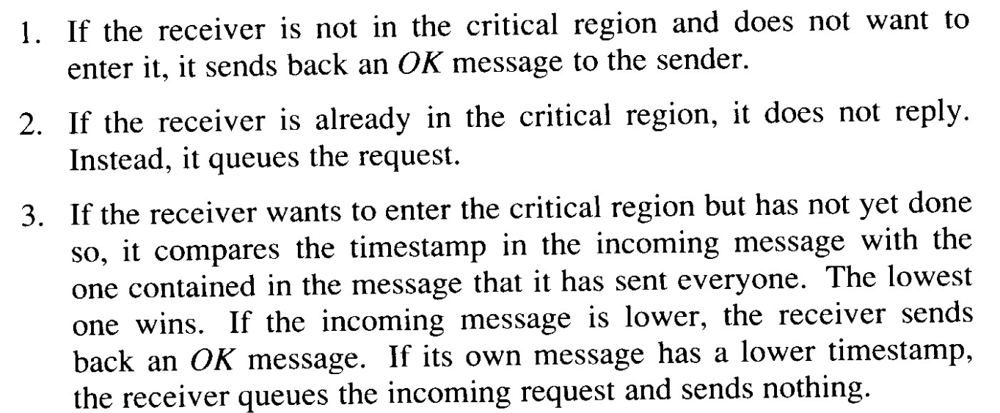 1. If the receiver is not in the critical region and does not want to
enter it, it sends back an OK message to the sender.
2. If the receiver is already in the critical region, it does not reply.
Instead, it queues the request.
3. If the receiver wants to enter the critical region but has not yet done
so, it compares the timestamp in the incoming message with the
one contained in the message that it has sent everyone. The lowest
one wins. If the incoming message is lower, the receiver sends
back an OK message. If its own message has a lower timestamp,
the receiver queues the incoming request and sends nothing.